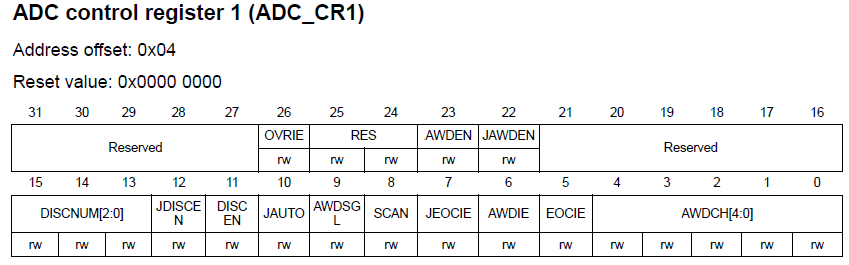 ADC control register 1 (ADC_CR1)
Address offset: 0x04
Reset value: 0x0000 0000
31 30 29 28 27 26 25 24 23 22 21 20 19 18 17 16
Reserved OVRIE RES AWDEN JAWDEN Reserved
rw rw rw rw rw
15 14 13 12 11 10 9 8 7 6 5 4 3 2 1 0
DISCNUM[2:0] JDISCE
N DISC
EN JAUTO AWDSG
L SCAN JEOCIE AWDIE EOCIE AWDCH[4:0]
rw rw rw rw rw rw rw rw rw rw rw rw rw rw rw rw